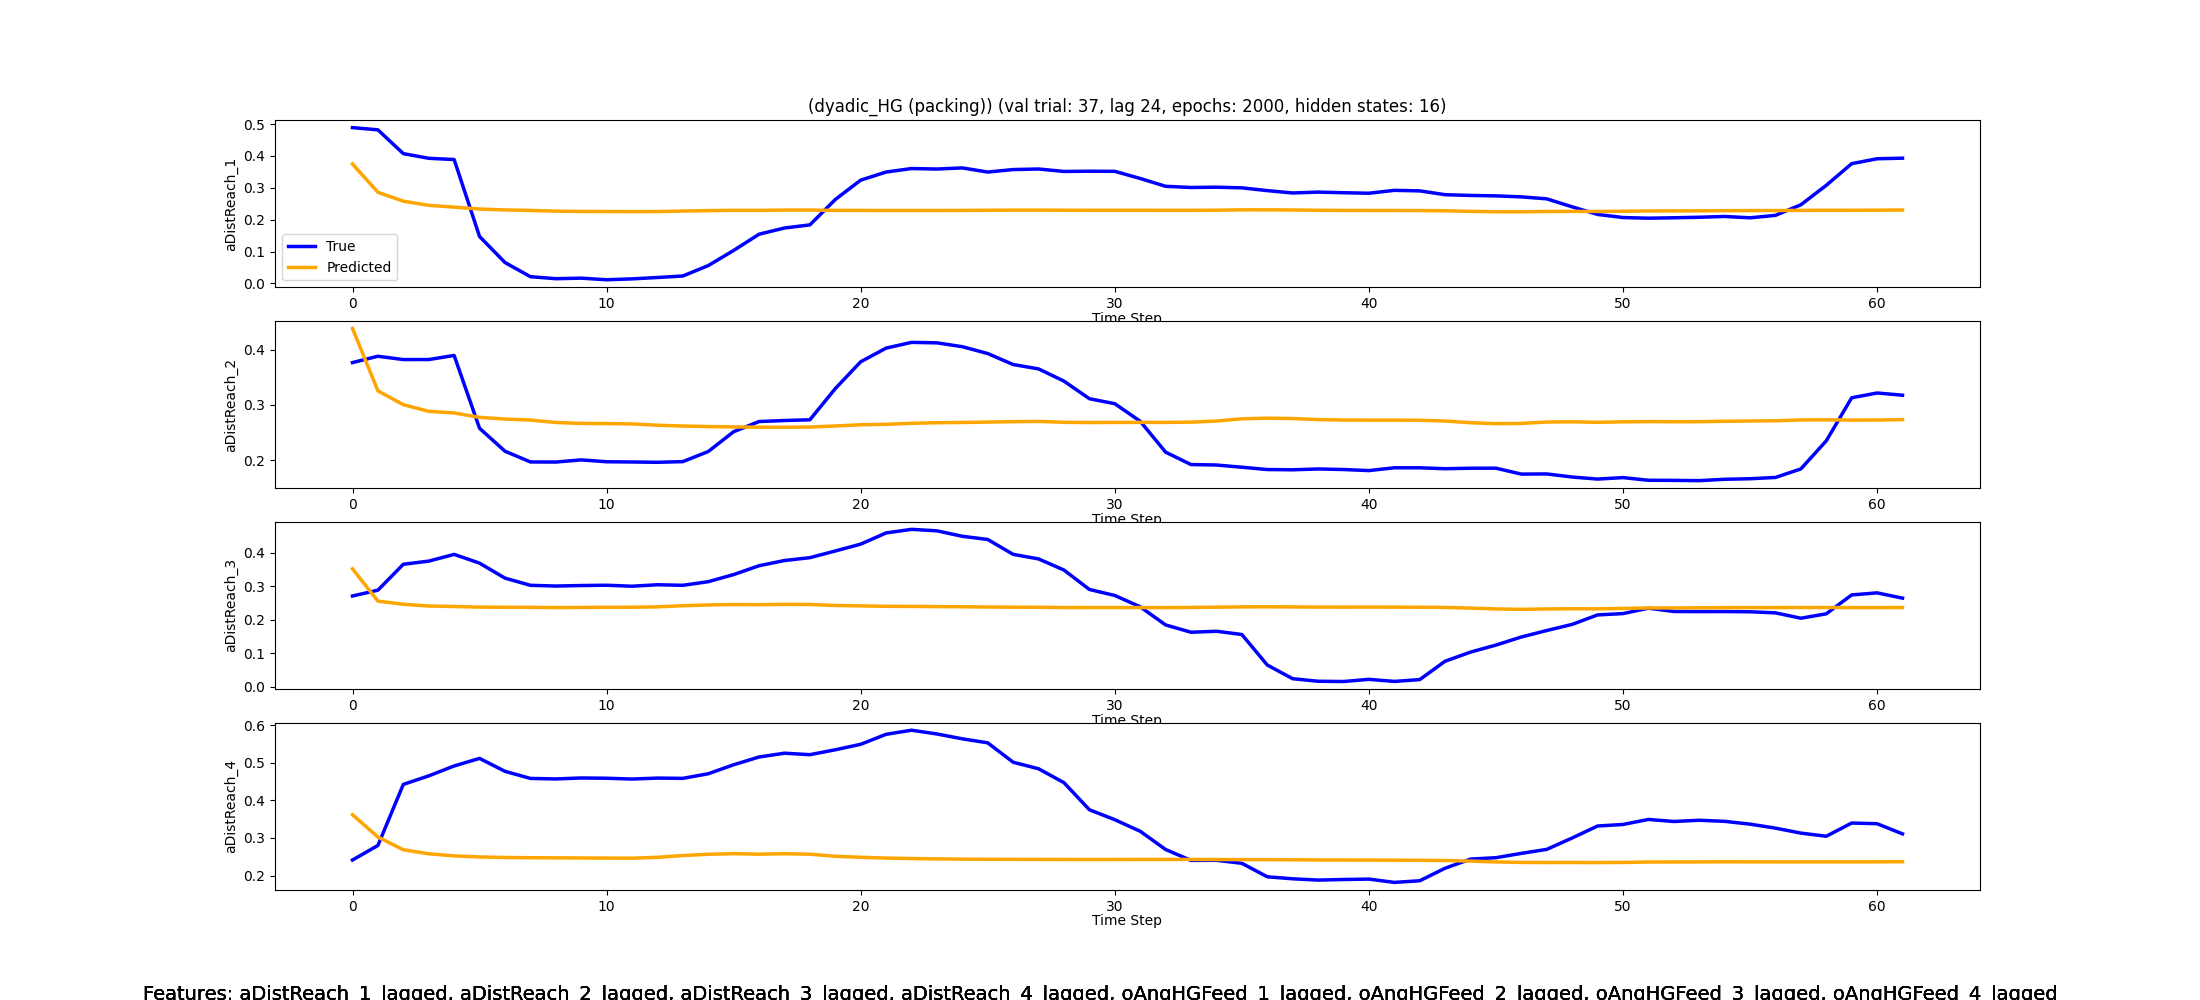 (dyadic_HG (packing)) (val trial: 37, lag 24, epochs: 2000, hidden states: 16)
aDistReach_1
0.5
0.4
0.3
0.2
0.1
0.0
True
Predicted
0 10 20 30 40 50 60
Time Step
aDistReach_2
0.4
0.3
0.2
0 10 20 30 40 50 60
Time Step
aDistReach_3
0.4
0.3
0.2
0.1
0.0
0 10 20 30 40 50 60
Time Step
aDistReach_4
0.6
0.5
0.4
0.3
0.2
0 10 20 30 40 50 60
Time Step
Features: aDistReach_1_lagged, aDistReach_2_lagged, aDistReach_3_lagged, aDistReach_4_lagged, oAngHGFeed_1_lagged, oAngHGFeed_2_lagged, oAngHGFeed_3_lagged, oAngHGFeed_4_lagged